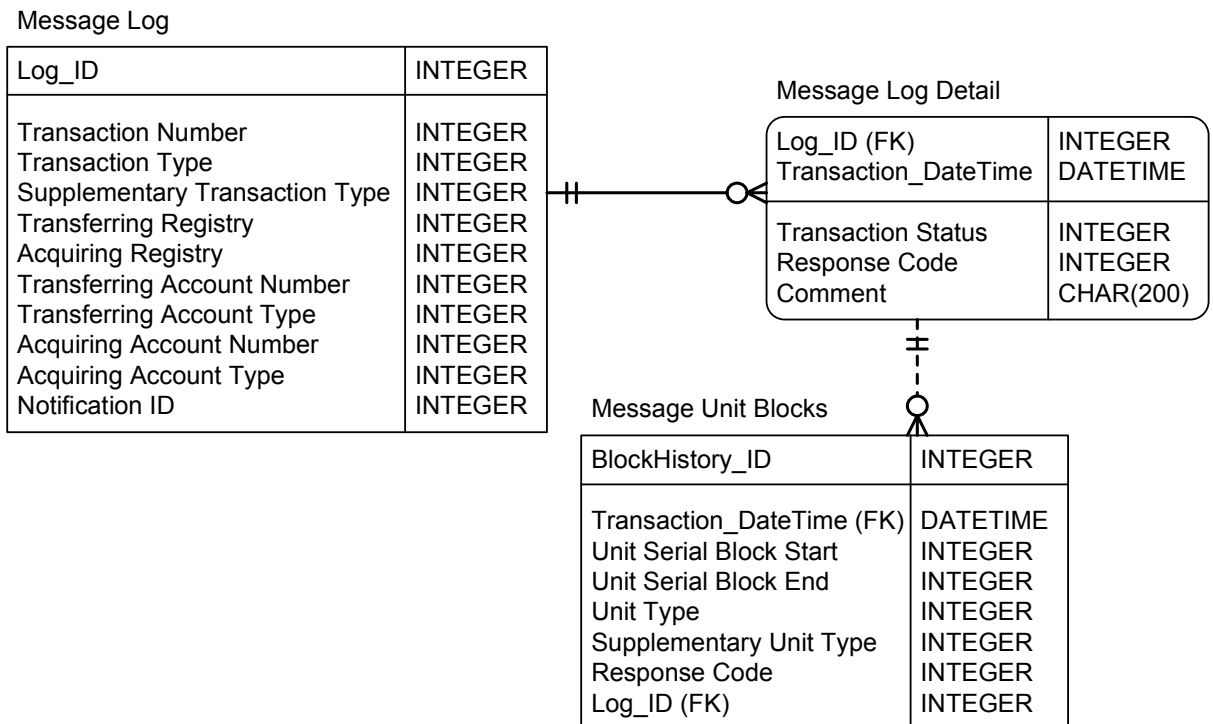 Message Log
Log_ID INTEGER
Transaction Number INTEGER
Transaction Type INTEGER
Supplementary Transaction Type INTEGER
Transferring Registry INTEGER
Acquiring Registry INTEGER
Transferring Account Number INTEGER
Transferring Account Type INTEGER
Acquiring Account Number INTEGER
Acquiring Account Type INTEGER
Notification ID INTEGER
Message Log Detail
Log_ID (FK) INTEGER
Transaction_DateTime DATETIME
Transaction Status INTEGER
Response Code INTEGER
Comment CHAR(200)
Message Unit Blocks
BlockHistory_ID INTEGER
Transaction_DateTime (FK) DATETIME
Unit Serial Block Start INTEGER
Unit Serial Block End INTEGER
Unit Type INTEGER
Supplementary Unit Type INTEGER
Response Code INTEGER
Log_ID (FK) INTEGER